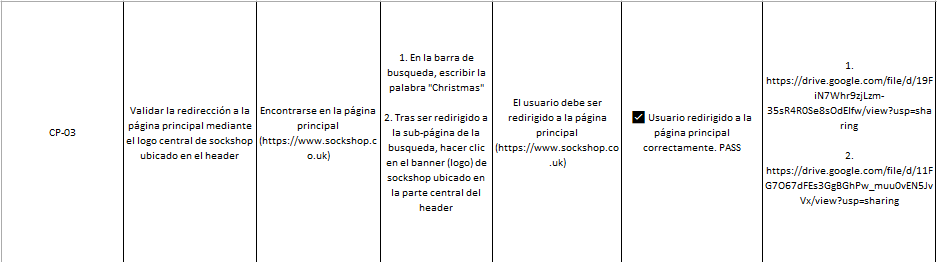 CP-03
Validar la redirección a la
página principal mediante
el logo central de sockshop
ubicado en el header
Encontrarse en la página
principal
(https://www.sockshop.c
o.uk)
1. En la barra de
busqueda, escribir la
palabra "Christmas"
2. Tras ser redirigido a
la sub-página de la
busqueda, hacer clic
en el banner (logo) de
sockshop ubicado en
la parte central del
header
El usuario debe ser
redirigido a la página
principal
(https://www.sockshop.co
.uk)
Usuario redirigido a la
página principal
correctamente. PASS
1.
https://drive.google.com/file/d/19F
iN7Whr9zjLzm-
35sR4R0Se8sOdElfw/view?usp=sha
ring
2.
https://drive.google.com/file/d/11F
G7O67dFEs3GgBGhPw_muu0vEN5Jv
Vx/view?usp=sharing